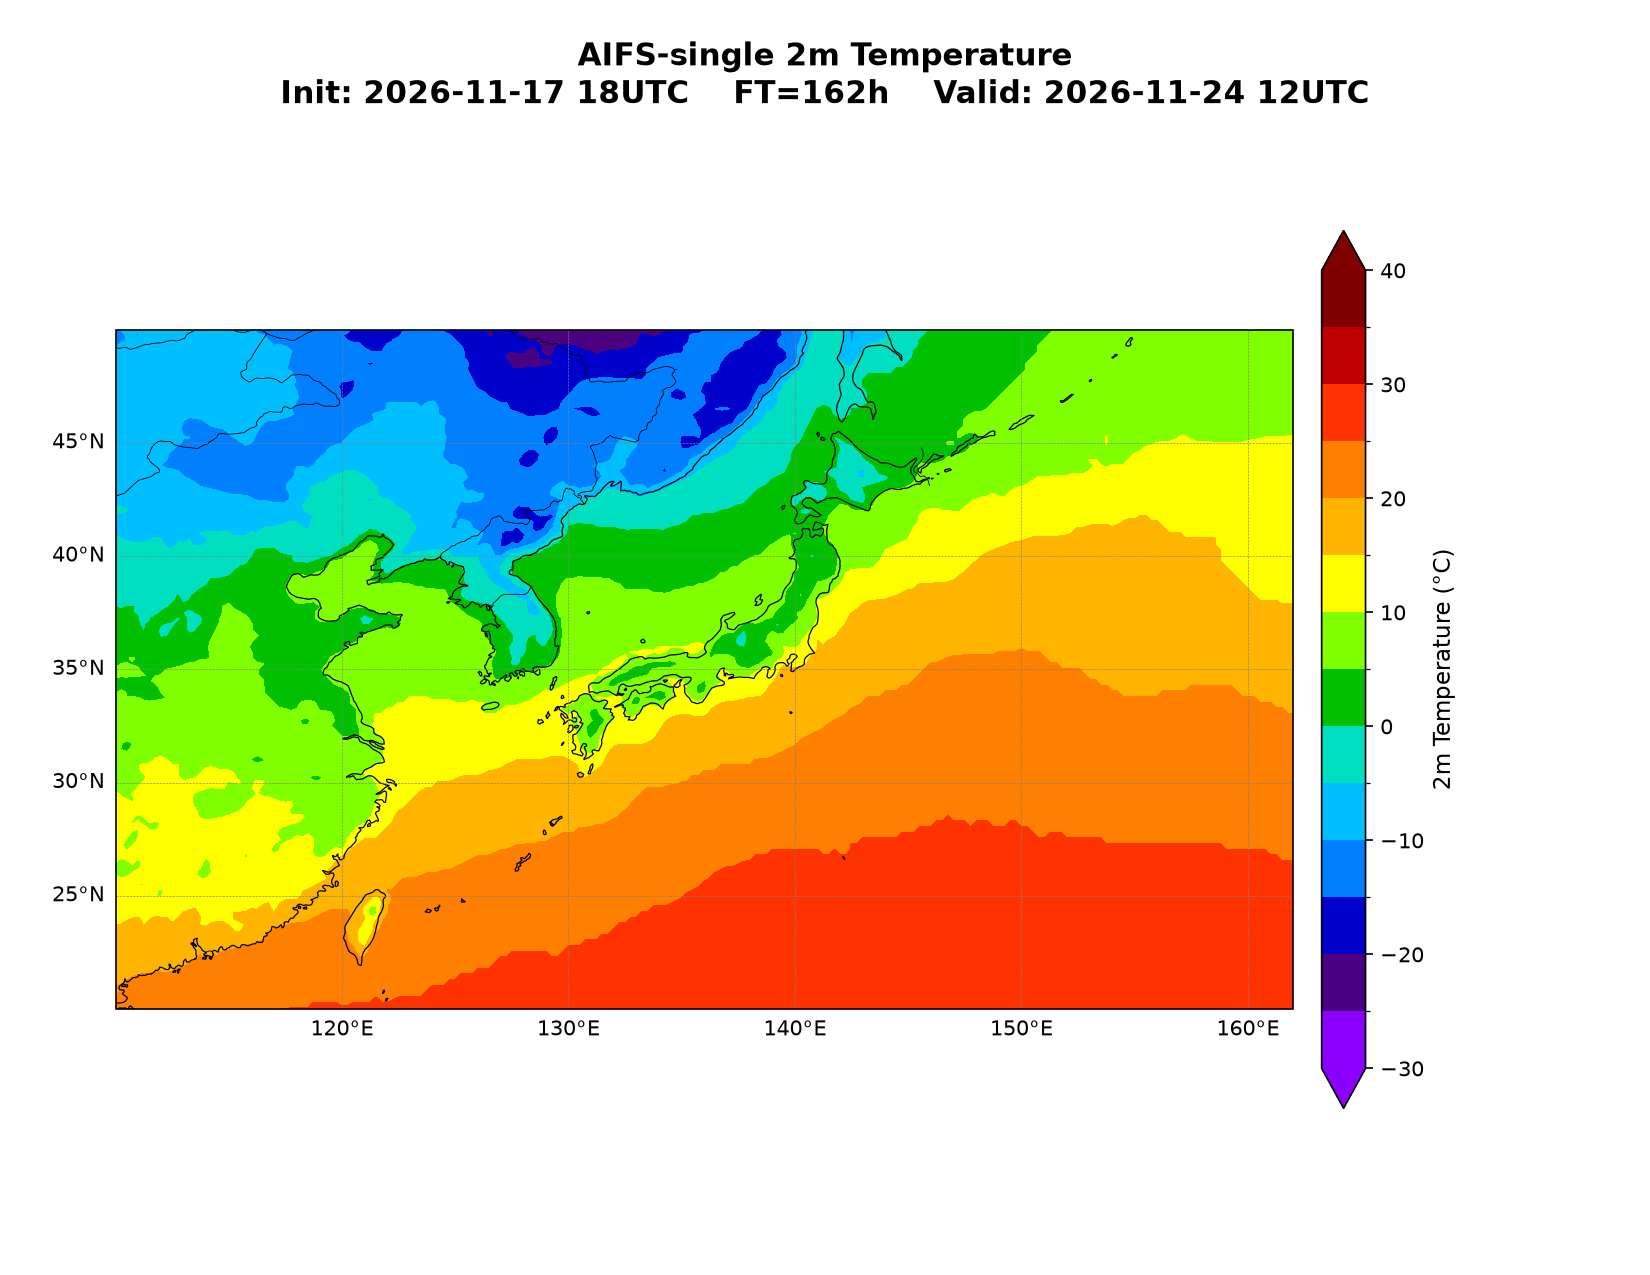 AIFS-single 2m Temperature
Init: 2026-11-17 18UTC    FT=162h    Valid: 2026-11-24 12UTC
45°N
40°N
35°N
30°N
25°N
120°E
130°E
140°E
150°E
160°E
40
30
20
10
0
−10
−20
−30
2m Temperature (°C)